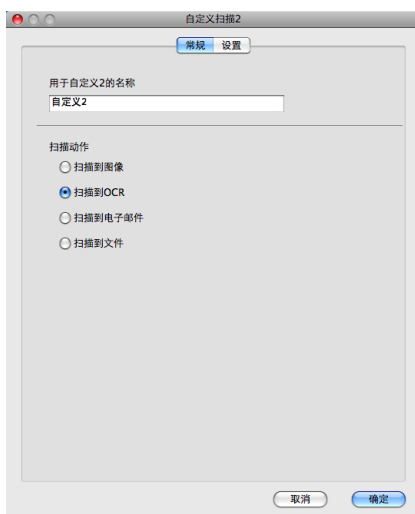 自定义扫描2
常规 设置
用于自定义2的名称
自定义2
扫描动作
扫描到图像
扫描到OCR
扫描到电子邮件
扫描到文件
取消 确定